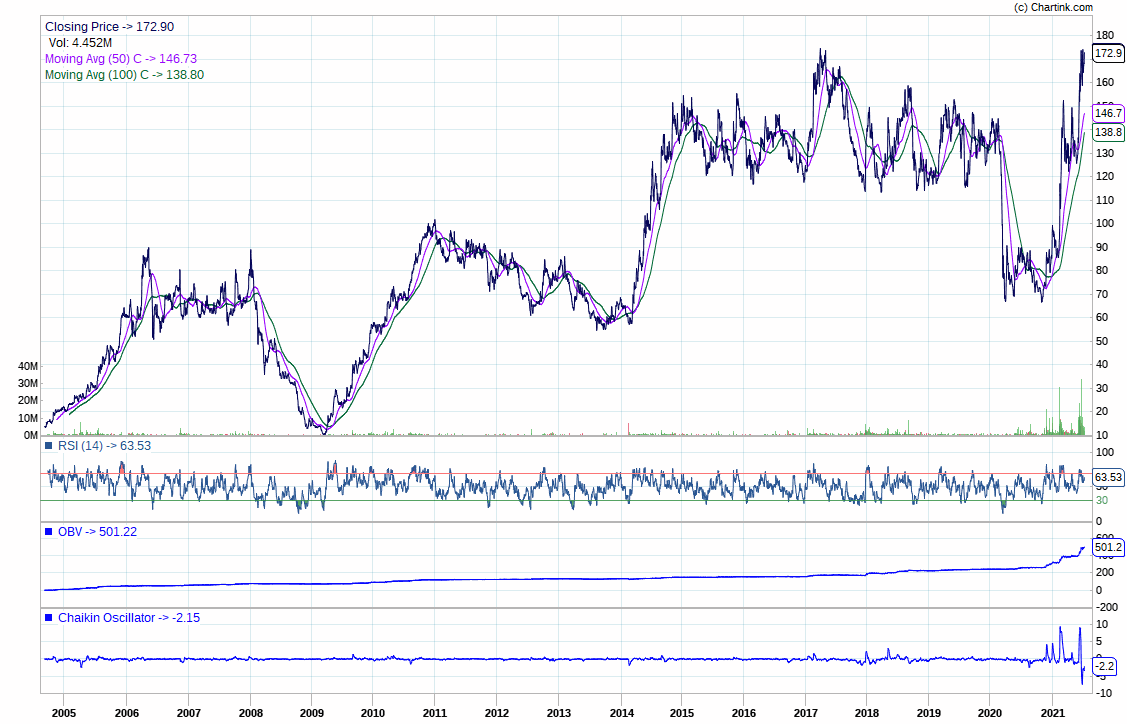 (c) Chartink.com
Closing Price -> 172.90
Vol: 4.452M
Moving Avg (50) C -> 146.73
Moving Avg (100) C -> 138.80
180
172.9
160
146.7
138.8
130
120
110
100
90
80
70
60
50
40
30
20
10
40M
30M
20M
10M
0M
RSI (14) -> 63.53
100
63.53
30
0
OBV -> 501.22
501.2
200
0
-200
Chaikin Oscillator -> -2.15
10
5
-2.2
-10
2005 2006 2007 2008 2009 2010 2011 2012 2013 2014 2015 2016 2017 2018 2019 2020 2021